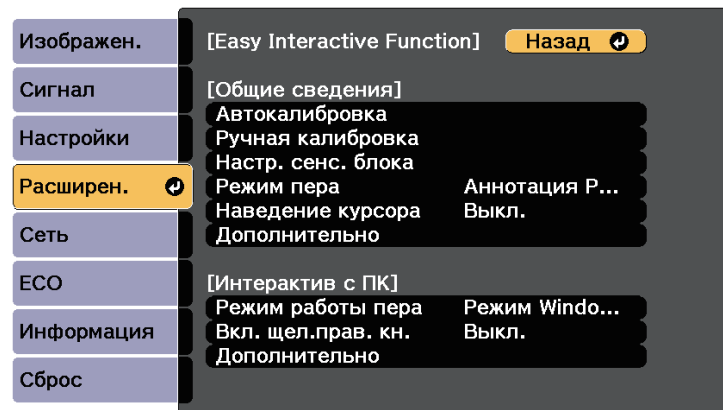 Изображен.
Сигнал
Настройки
Расширен.
Сеть
ECO
Информация
Сброс
[Easy Interactive Function] Назад
[Общие сведения]
Автокалибровка
Ручная калибровка
Настр. сенс. блока
Режим пера Аннотация P...
Наведение курсора Выкл.
Дополнительно
[Интерактив с ПК]
Режим работы пера Режим Windo...
Вкл. щел.прав. кн. Выкл.
Дополнительно